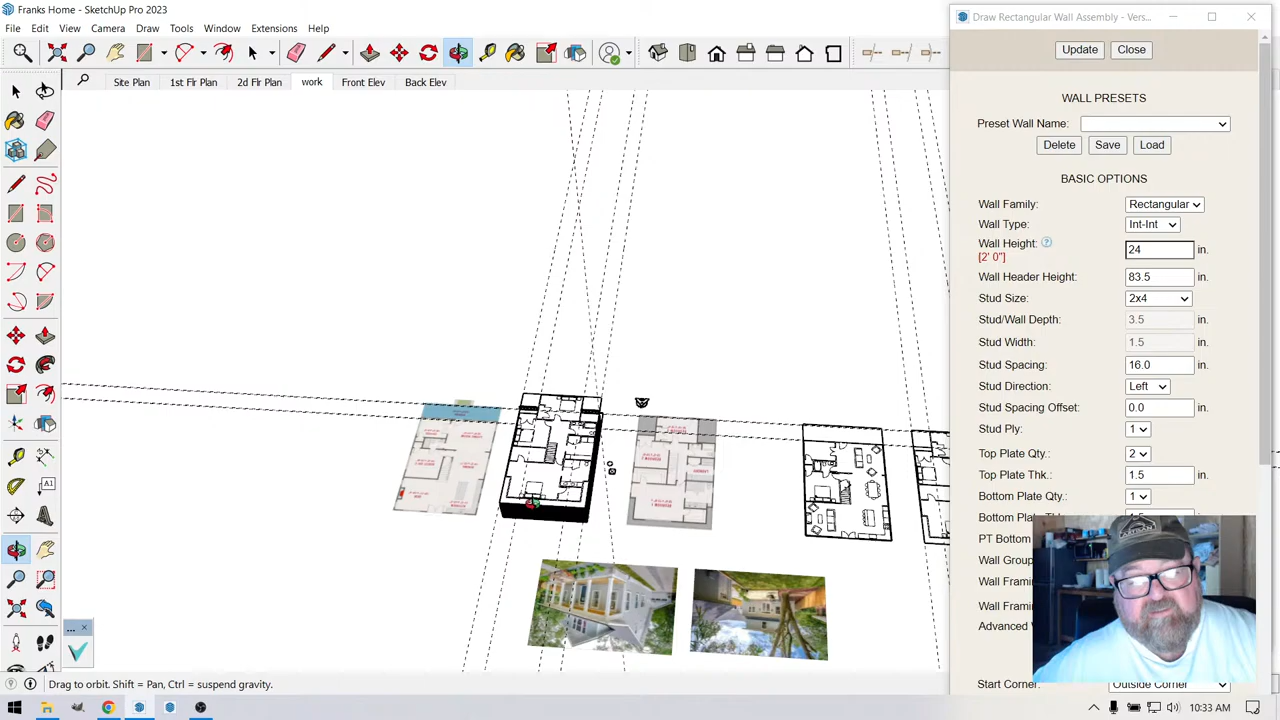 Franks Home - SketchUp Pro 2023
File Edit View Camera Draw Tools Window Extensions Help
Site Plan 1st Flr Plan 2d Flr Plan work Front Elev Back Elev
Draw Rectangular Wall Assembly - Vers...
Update Close
WALL PRESETS
Preset Wall Name:
Delete Save Load
BASIC OPTIONS
Wall Family: Rectangular
Wall Type: Int-Int
Wall Height: ? 24 in.
[2' 0"]
Wall Header Height: 83.5 in.
Stud Size: 2x4
Stud/Wall Depth: 3.5 in.
Stud Width: 1.5 in.
Stud Spacing: 16.0 in.
Stud Direction: Left
Stud Spacing Offset: 0.0 in.
Stud Ply: 1
Top Plate Qty.: 2
Top Plate Thk.: 1.5 in.
Bottom Plate Qty.: 1
Bottom Plate in.
PT Bottom
Wall Group
Wall Framin
Wall Framin
Advanced
Start Corner: Outside Corner
A1
...
Drag to orbit. Shift = Pan, Ctrl = suspend gravity.
10:33 AM